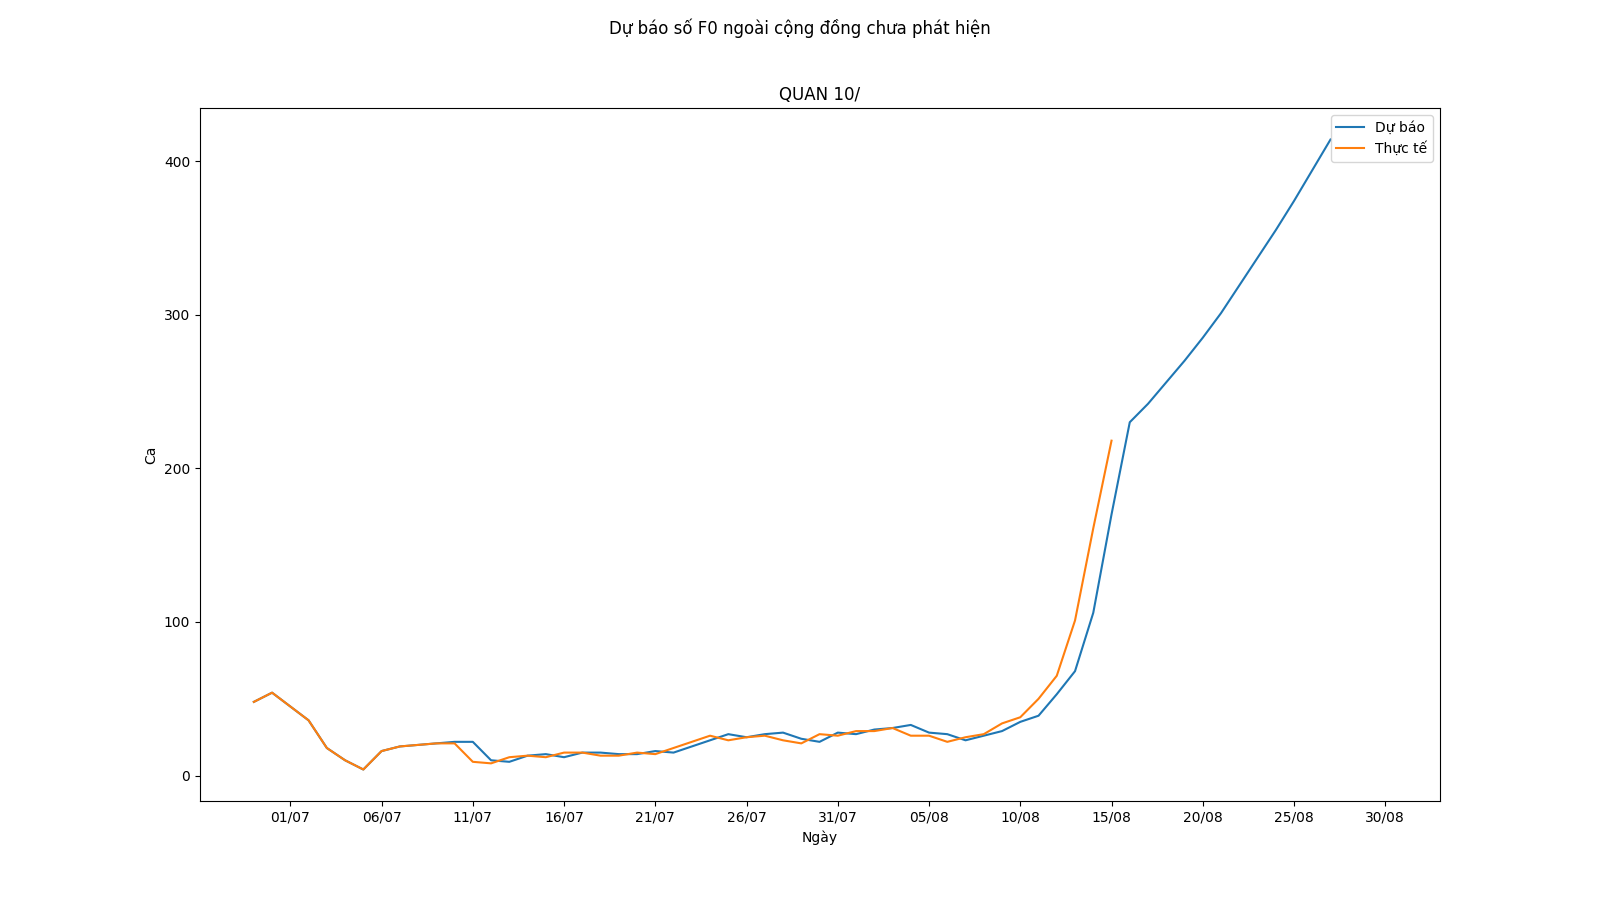 Dự báo số F0 ngoài cộng đồng chưa phát hiện
QUAN 10/
Dự báo
Thực tế
400
300
200
100
0
Ca
01/07 06/07 11/07 16/07 21/07 26/07 31/07 05/08 10/08 15/08 20/08 25/08 30/08
Ngày